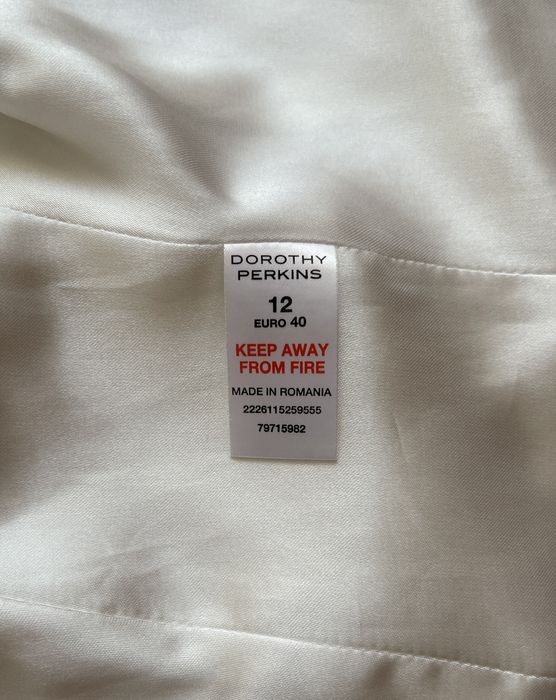 DOROTHY
PERKINS
12
EURO 40
KEEP AWAY
FROM FIRE
MADE IN ROMANIA
2226115259555
79715982